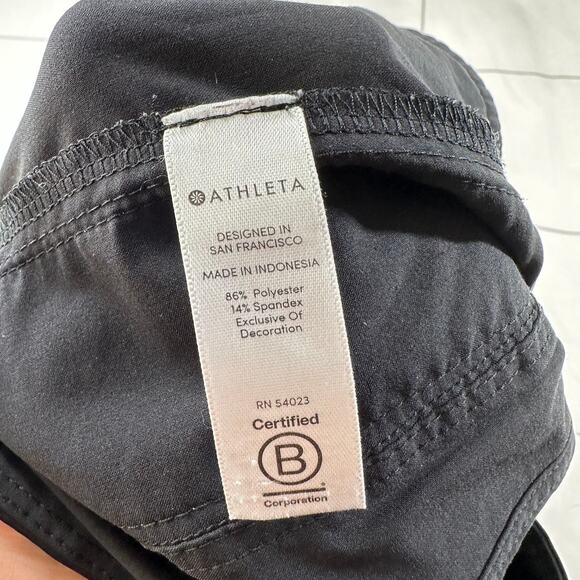 ATHLETA
DESIGNED IN
SAN FRANCISCO
MADE IN INDONESIA
86% Polyester
14% Spandex
Exclusive Of
Decoration
RN 54023
Certified
B
Corporation